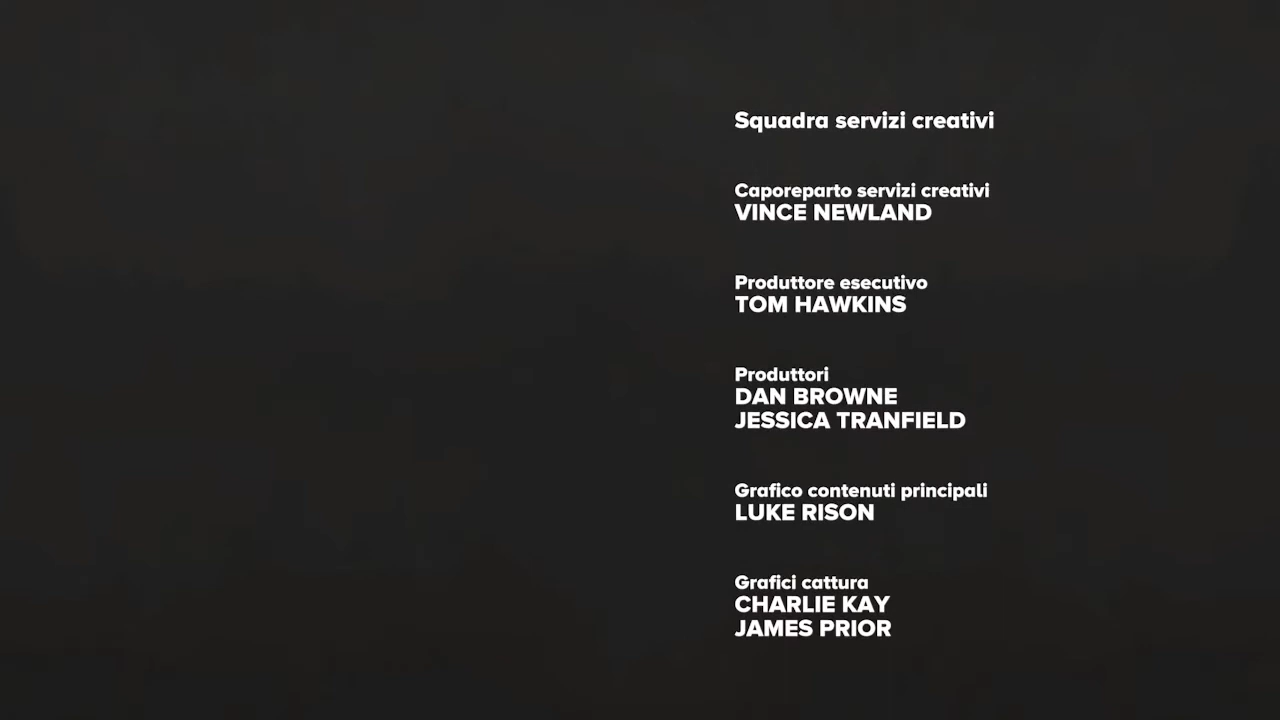 Squadra servizi creativi
Caporeparto servizi creativi
VINCE NEWLAND
Produttore esecutivo
TOM HAWKINS
Produttori
DAN BROWNE
JESSICA TRANFIELD
Grafico contenuti principali
LUKE RISON
Grafici cattura
CHARLIE KAY
JAMES PRIOR